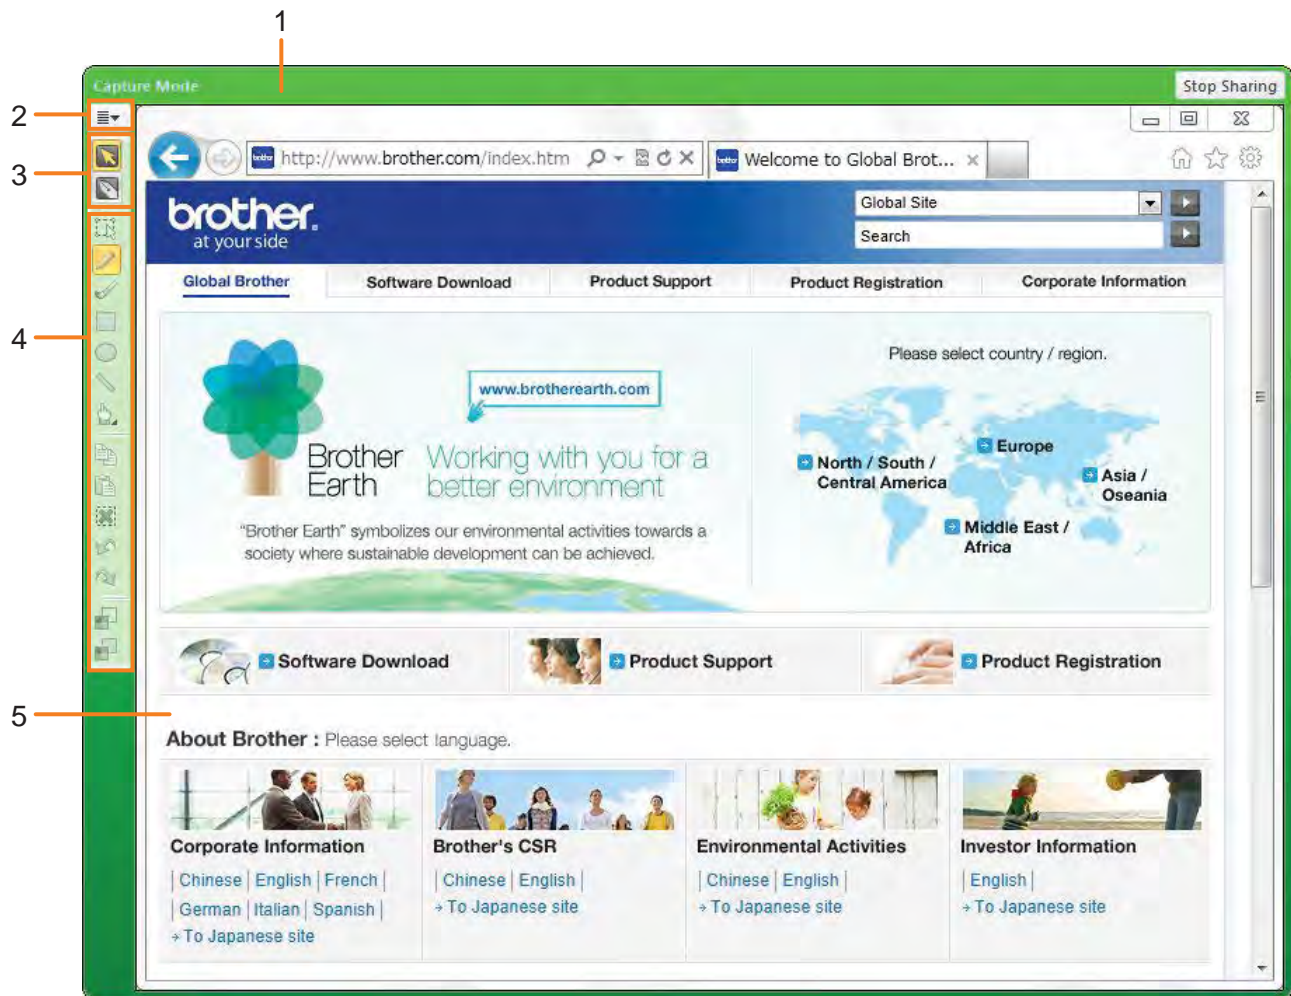 1
Capture Mode
Stop Sharing
2
3
4
5
http://www.brother.com/index.htm
Welcome to Global Brot...
brother
at your side
Global Site
Search
Global Brother
Software Download
Product Support
Product Registration
Corporate Information
www.brotherearth.com
Brother
Earth
Working with you for a
better environment
"Brother Earth" symbolizes our environmental activities towards a
society where sustainable development can be achieved.
Please select country / region.
North / South /
Central America
Europe
Asia /
Oseania
Middle East /
Africa
Software Download
Product Support
Product Registration
About Brother : Please select language.
Corporate Information
| Chinese | English | French |
| German | Italian | Spanish |
To Japanese site
Brother's CSR
| Chinese | English |
To Japanese site
Environmental Activities
| Chinese | English |
To Japanese site
Investor Information
| English |
To Japanese site